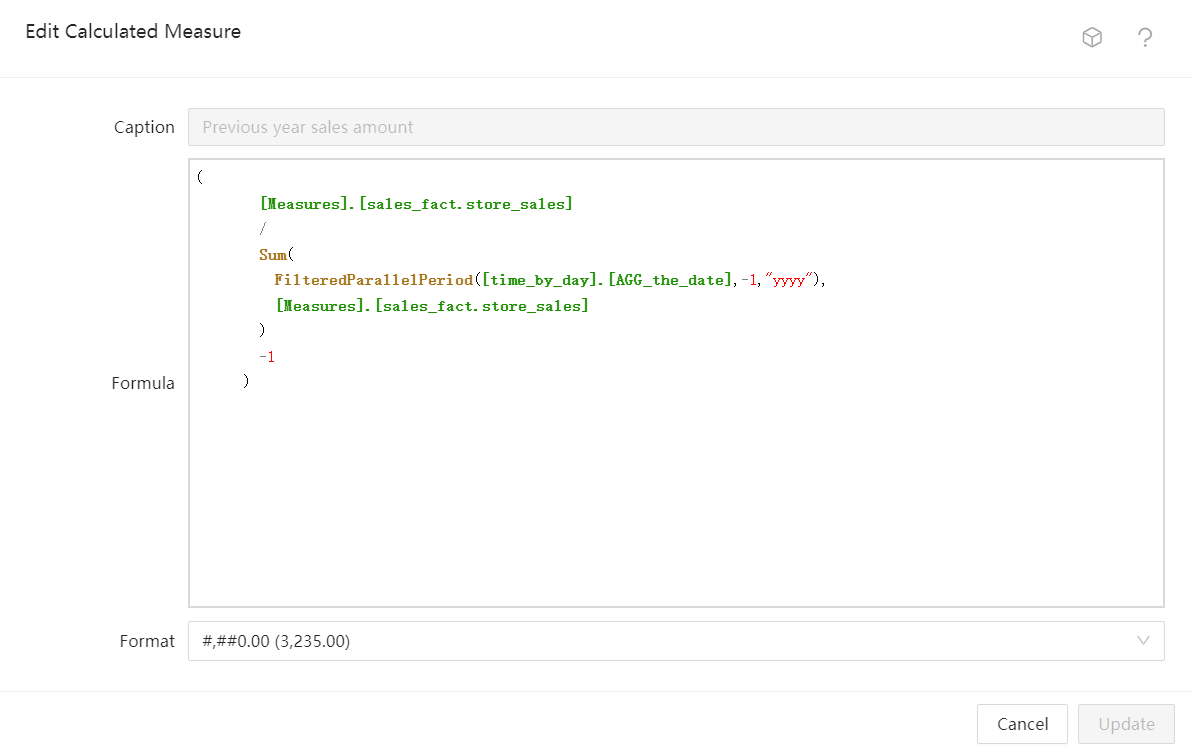 Edit Calculated Measure
?
Caption
Previous year sales amount
(
[Measures].[sales_fact.store_sales]
/
Sum(
FilteredParallelPeriod([time_by_day].[AGG_the_date],-1,"yyyy"),
[Measures].[sales_fact.store_sales]
)
-1
Formula
)
Format
#,##0.00 (3,235.00)
Cancel
Update